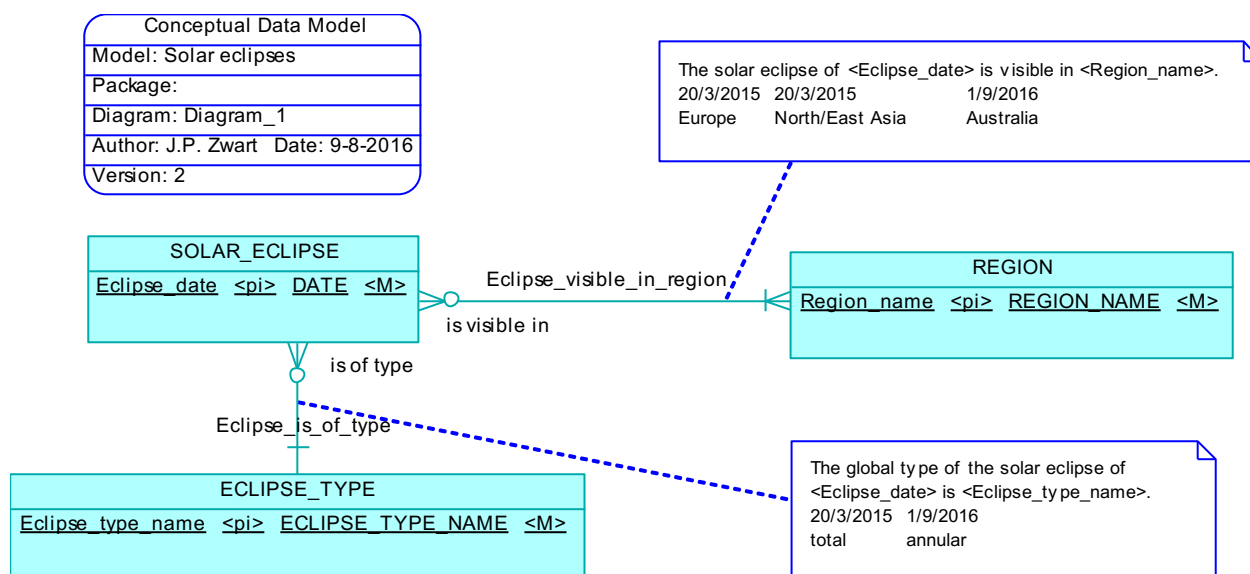 Conceptual Data Model
Model: Solar eclipses
Package:
Diagram: Diagram_1
Author: J.P. Zwart Date: 9-8-2016
Version: 2
The solar eclipse of <Eclipse_date> is visible in <Region_name>.
20/3/2015 20/3/2015 1/9/2016
Europe North/East Asia Australia
SOLAR_ECLIPSE
Eclipse_date <pi> DATE <M>
Eclipse_visible_in_region
is visible in
REGION
Region_name <pi> REGION_NAME <M>
is of type
Eclipse_is_of_type
ECLIPSE_TYPE
Eclipse_type_name <pi> ECLIPSE_TYPE_NAME <M>
The global type of the solar eclipse of
<Eclipse_date> is <Eclipse_type_name>.
20/3/2015 1/9/2016
total annular